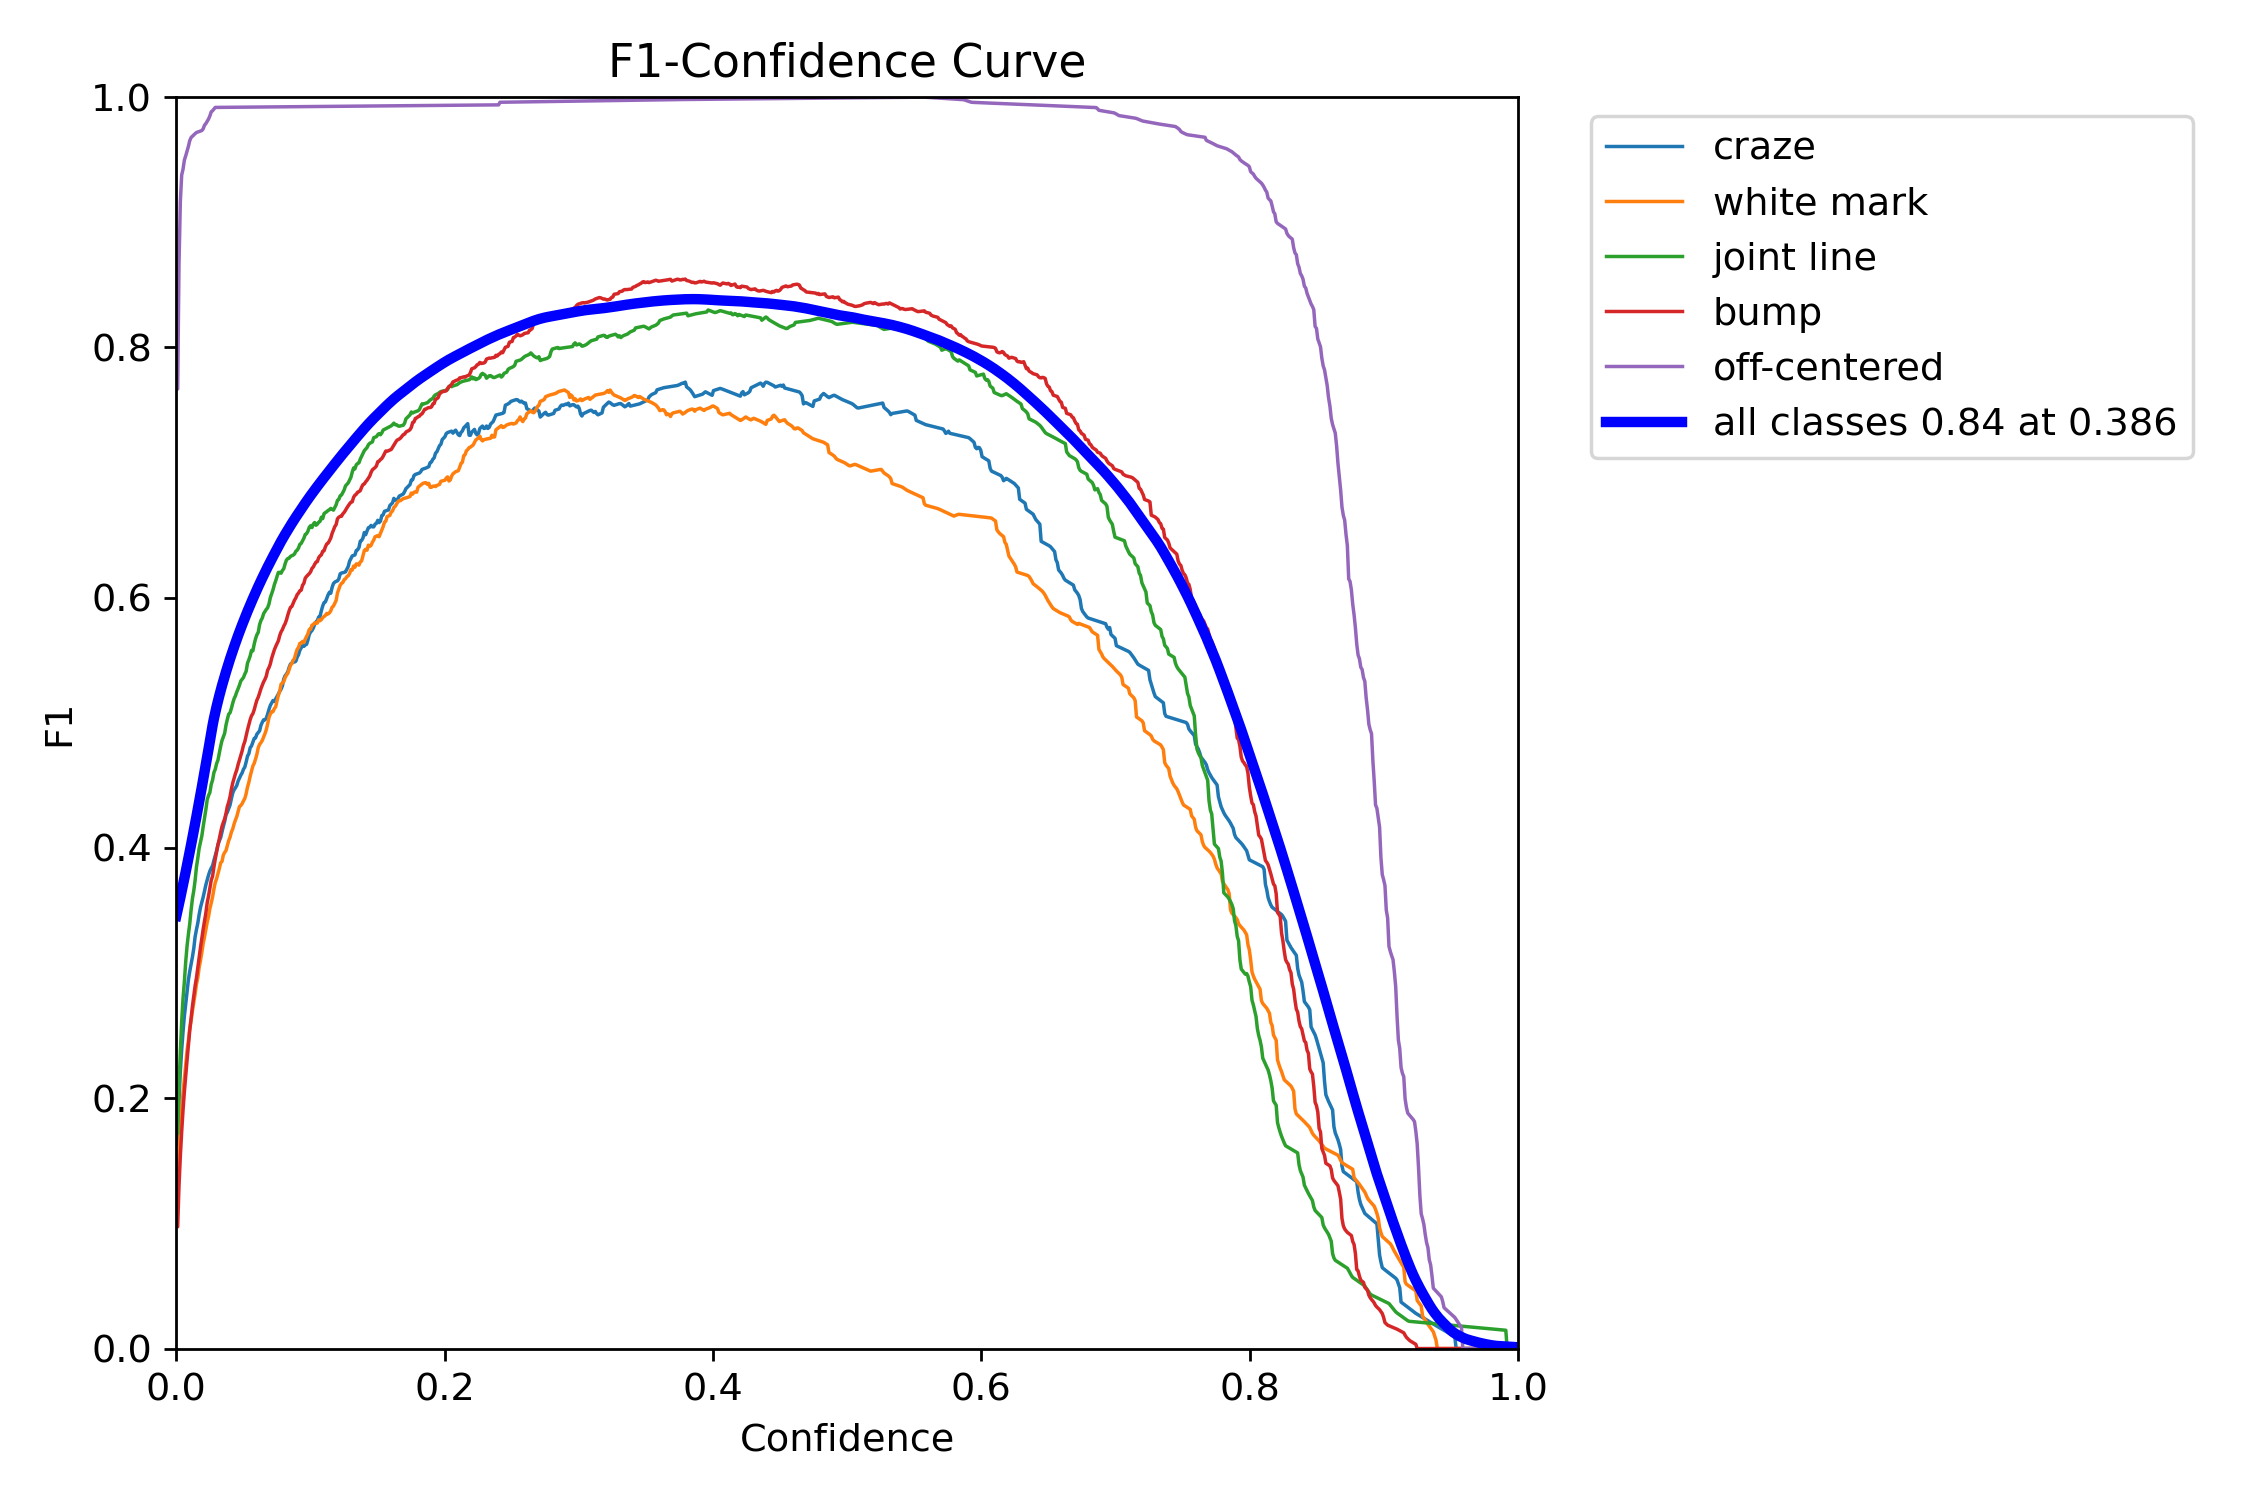 F1-Confidence Curve
1.0
0.8
0.6
0.4
0.2
0.0
F1
0.0 0.2 0.4 0.6 0.8 1.0
Confidence
craze
white mark
joint line
bump
off-centered
all classes 0.84 at 0.386